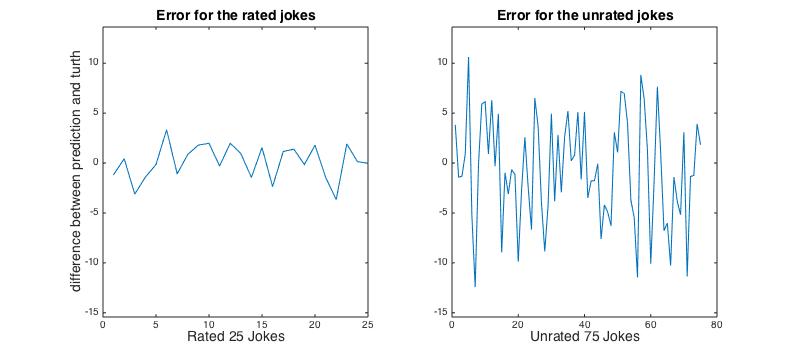 Error for the rated jokes
difference between prediction and turth
10
5
0
-5
-10
-15
0 5 10 15 20 25
Rated 25 Jokes
Error for the unrated jokes
10
5
0
-5
-10
-15
0 20 40 60 80
Unrated 75 Jokes